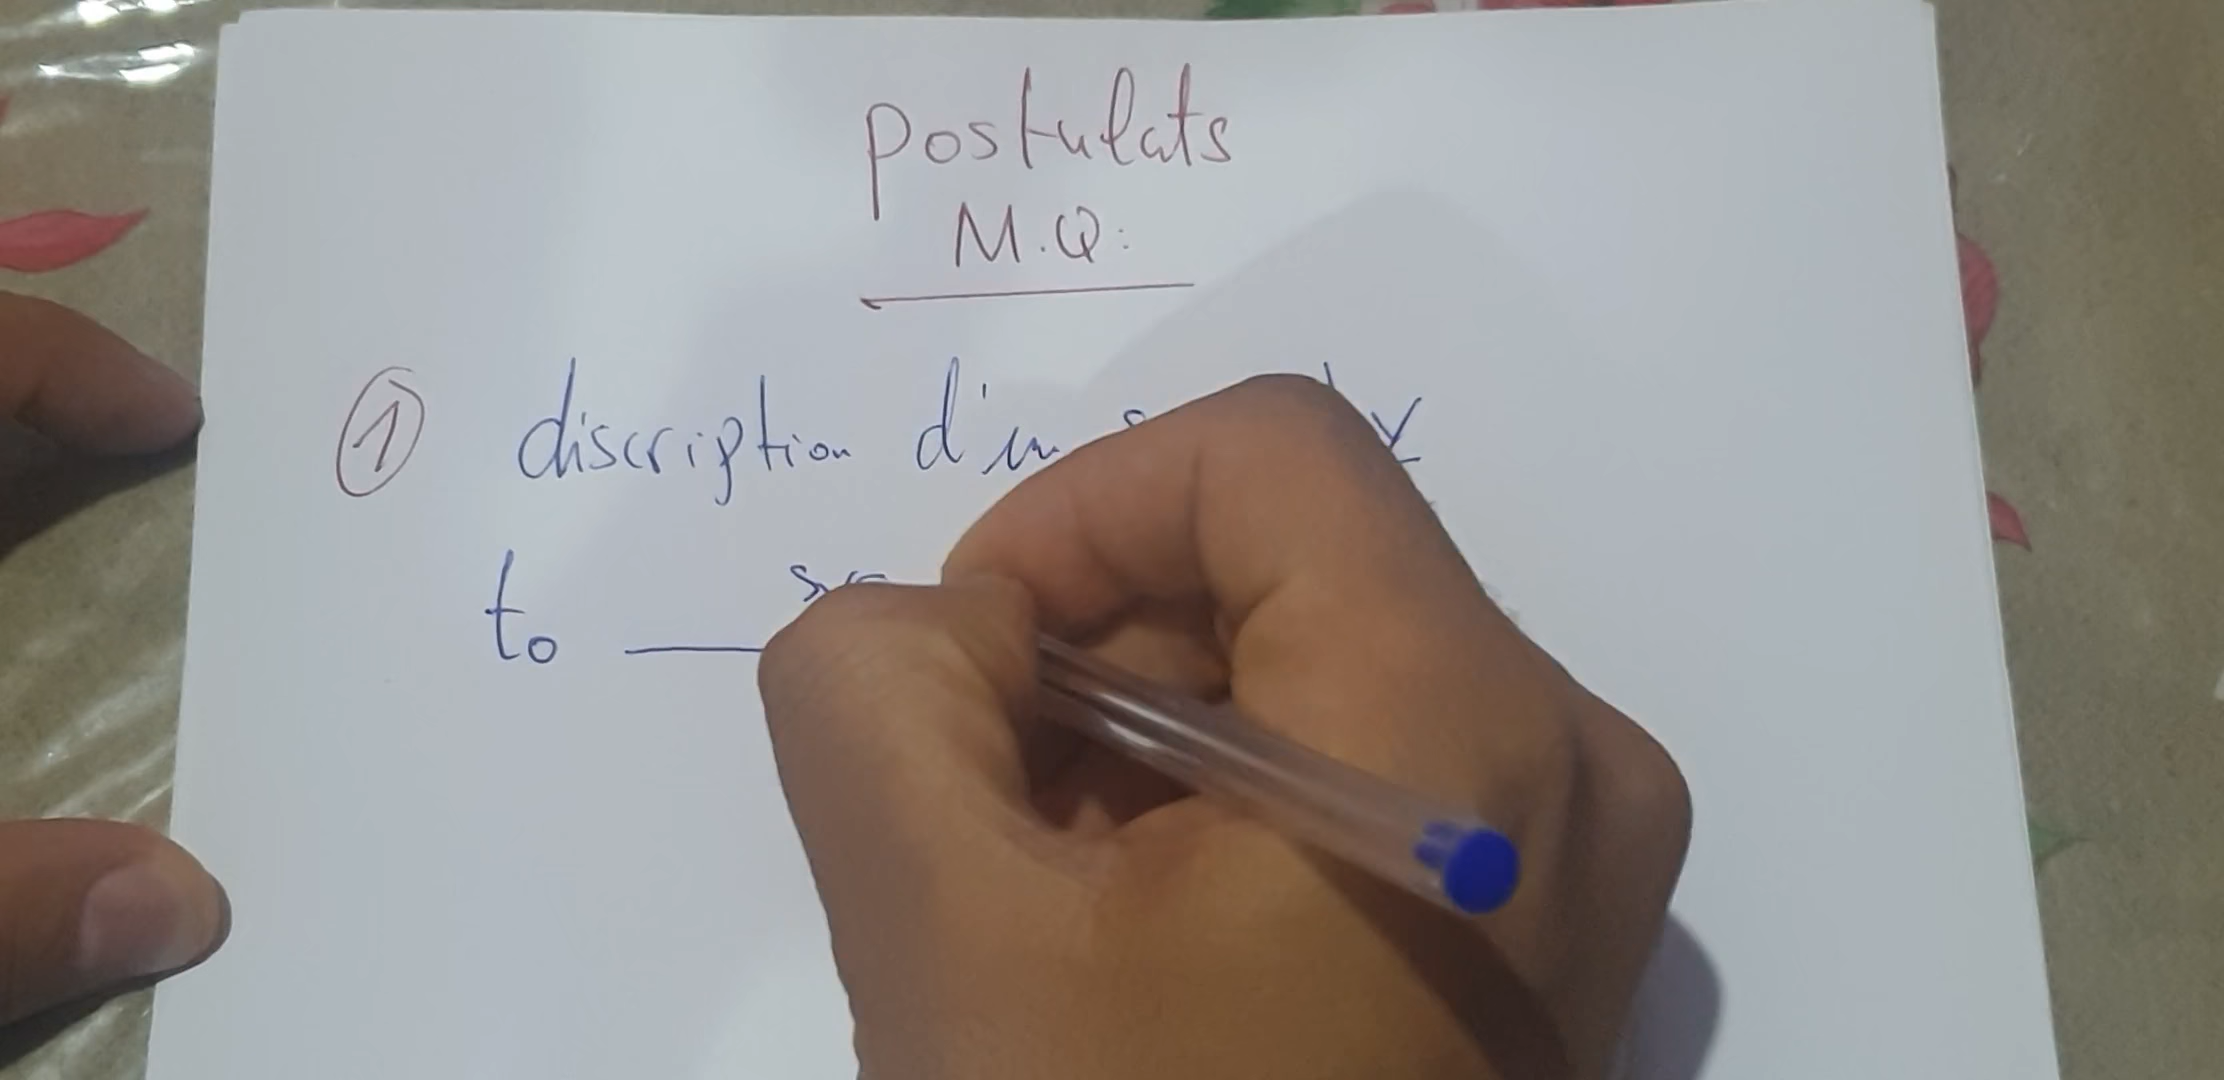 Postulats
M.Q:
① discription d'un
to